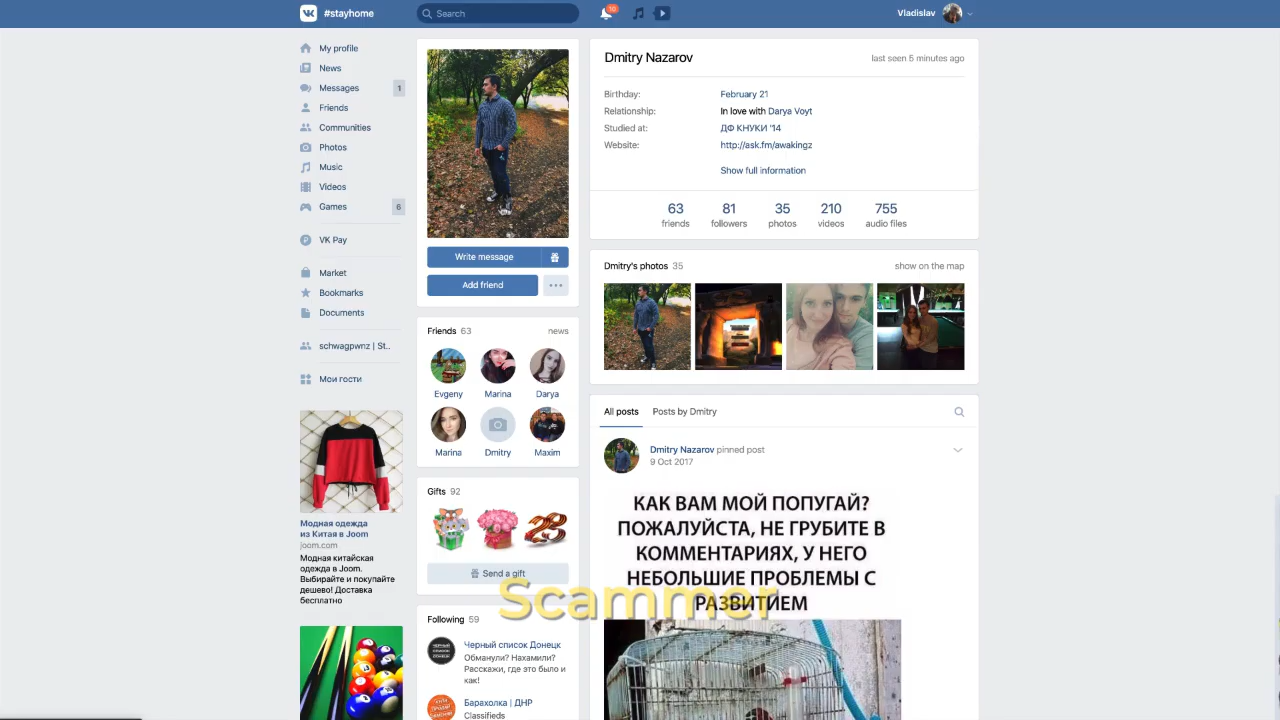 #stayhome
Search
10
Vladislav
My profile
News
Messages 1
Friends
Communities
Photos
Music
Videos
Games 6
VK Pay
Market
Bookmarks
Documents
schwagpwnz | St..
Мои гости
Модная одежда
из Китая в Joom
joom.com
Модная китайская
одежда в Joom.
Выбирайте и покупайте
дешево! Доставка
бесплатно
Write message
Add friend
Friends 63 news
Evgeny Marina Darya
Marina Dmitry Maxim
Gifts 92
Send a gift
Following 59
Черный список Донецк
Обманули? Нахамили?
Расскажи, где это было и
как!
Барахолка | ДНР
Classifieds
Dmitry Nazarov last seen 5 minutes ago
Birthday: February 21
Relationship: In love with Darya Voyt
Studied at: ДФ КНУКИ '14
Website: http://ask.fm/awakingz
Show full information
63 81 35 210 755
friends followers photos videos audio files
Dmitry's photos 35 show on the map
All posts Posts by Dmitry
Dmitry Nazarov pinned post
9 Oct 2017
КАК ВАМ МОЙ ПОПУГАЙ?
ПОЖАЛУЙСТА, НЕ ГРУБИТЕ В
КОММЕНТАРИЯХ, У НЕГО
НЕБОЛЬШИЕ ПРОБЛЕМЫ С
РАЗВИТИЕМ
Scammer